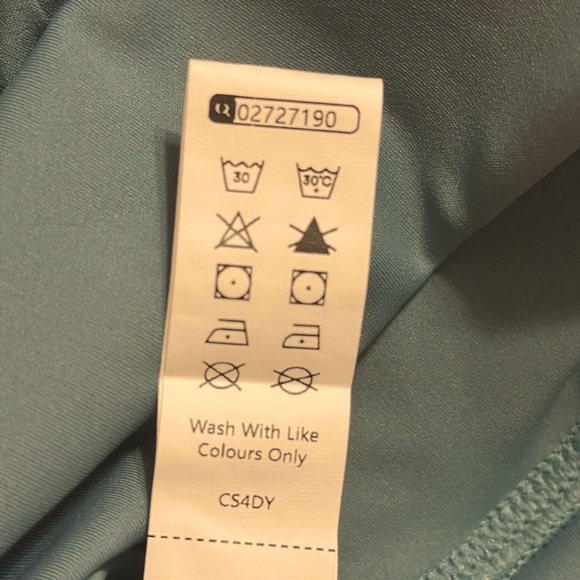 Q 02727190
30 30°C
Wash With Like
Colours Only
CS4DY